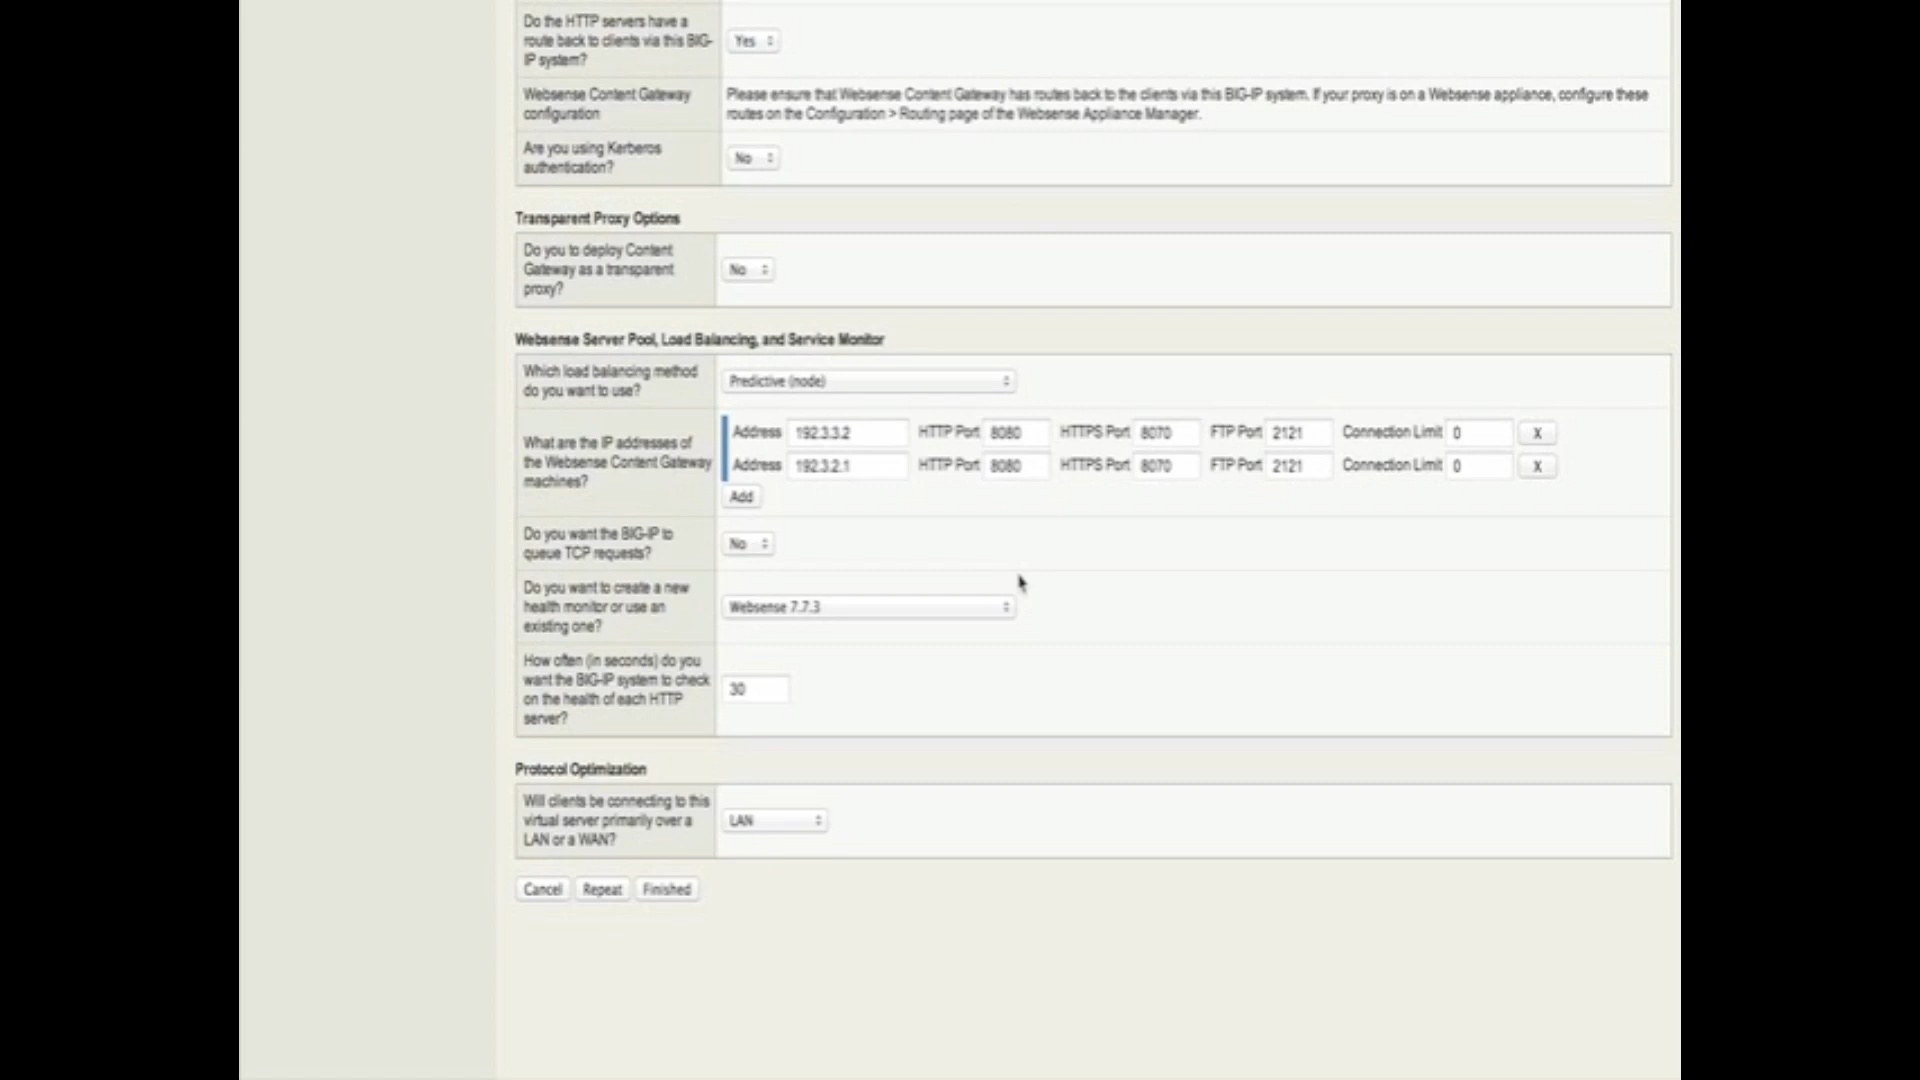 Do the HTTP servers have a
route back to clients via this BIG-
IP system?
Yes
Websense Content Gateway
configuration
Please ensure that Websense Content Gateway has routes back to the clients via this BIG-IP system. If your proxy is on a Websense appliance, configure these
routes on the Configuration > Routing page of the Websense Appliance Manager.
Are you using Kerberos
authentication?
No
Transparent Proxy Options
Do you to deploy Content
Gateway as a transparent
proxy?
No
Websense Server Pool, Load Balancing, and Service Monitor
Which load balancing method
do you want to use?
Predictive (node)
What are the IP addresses of
the Websense Content Gateway
machines?
Address 192.3.3.2 HTTP Port 8080 HTTPS Port 8070 FTP Port 2121 Connection Limit 0 X
Address 192.3.2.1 HTTP Port 8080 HTTPS Port 8070 FTP Port 2121 Connection Limit 0 X
Add
Do you want the BIG-IP to
queue TCP requests?
No
Do you want to create a new
health monitor or use an
existing one?
Websense 7.7.3
How often (in seconds) do you
want the BIG-IP system to check
on the health of each HTTP
server?
30
Protocol Optimization
Will clients be connecting to this
virtual server primarily over a
LAN or a WAN?
LAN
Cancel Repeat Finished